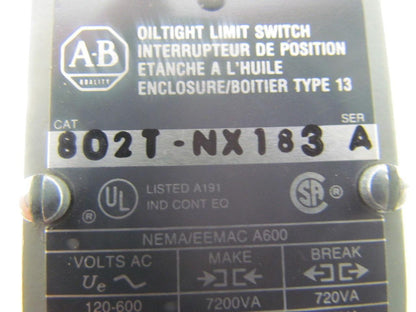 A-B
QUALITY
OILTIGHT LIMIT SWITCH
INTERRUPTEUR DE POSITION
ETANCHE A L'HUILE
ENCLOSURE/BOITIER TYPE 13
CAT SER
802T-NX183 A
UL ® LISTED A191
IND CONT EQ
SA ®
NEMA/EEMAC A600
VOLTS AC MAKE BREAK
Ue
120-600 7200VA 720VA